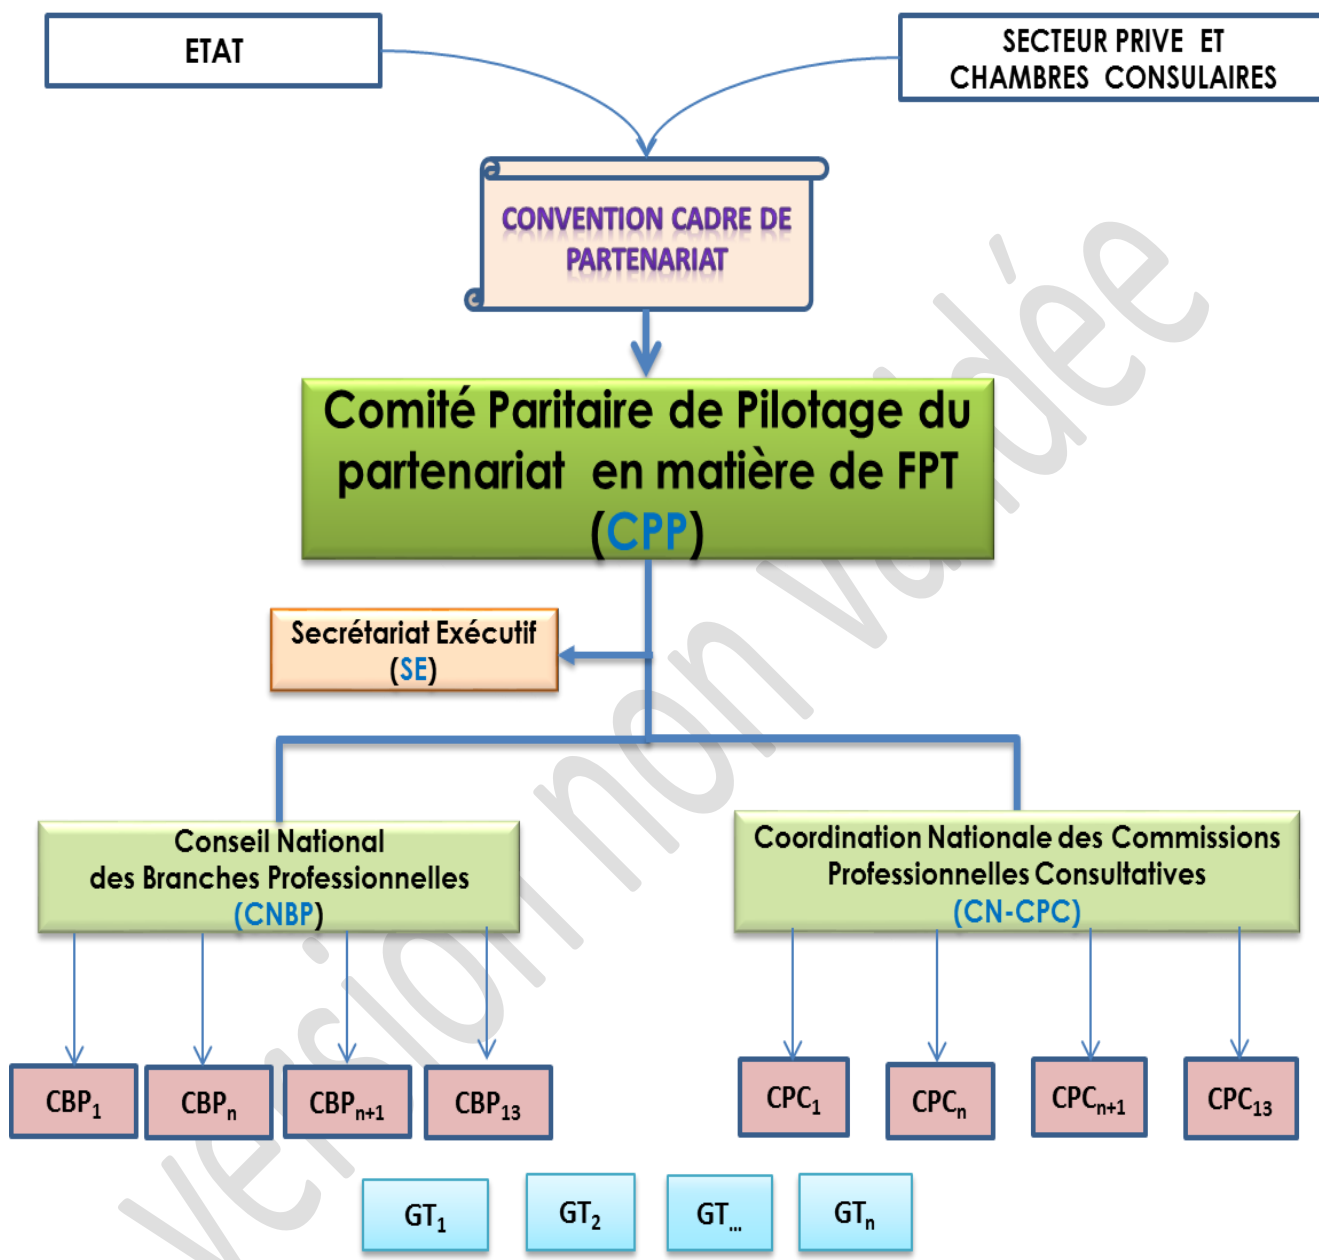 ETAT
SECTEUR PRIVE ET
CHAMBRES CONSULAIRES
CONVENTION CADRE DE
PARTENARIAT
Comité Paritaire de Pilotage du
partenariat en matière de FPT
(CPP)
Secrétariat Exécutif
(SE)
Conseil National
des Branches Professionnelles
(CNBP)
Coordination Nationale des Commissions
Professionnelles Consultatives
(CN-CPC)
CBP1
CBPn
CBPn+1
CBP13
CPC1
CPCn
CPCn+1
CPC13
GT1
GT2
GT...
GTn
version non validée